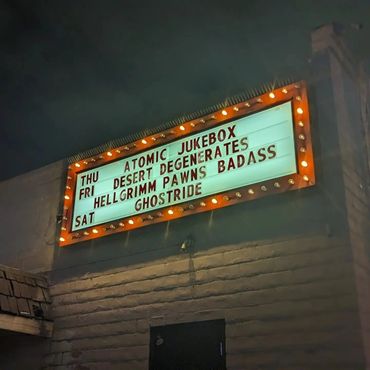 THU ATOMIC JUKEBOX
FRI DESERT DEGENERATES
HELLGRIMM PAWNS BADASS
SAT GHOSTRIDE